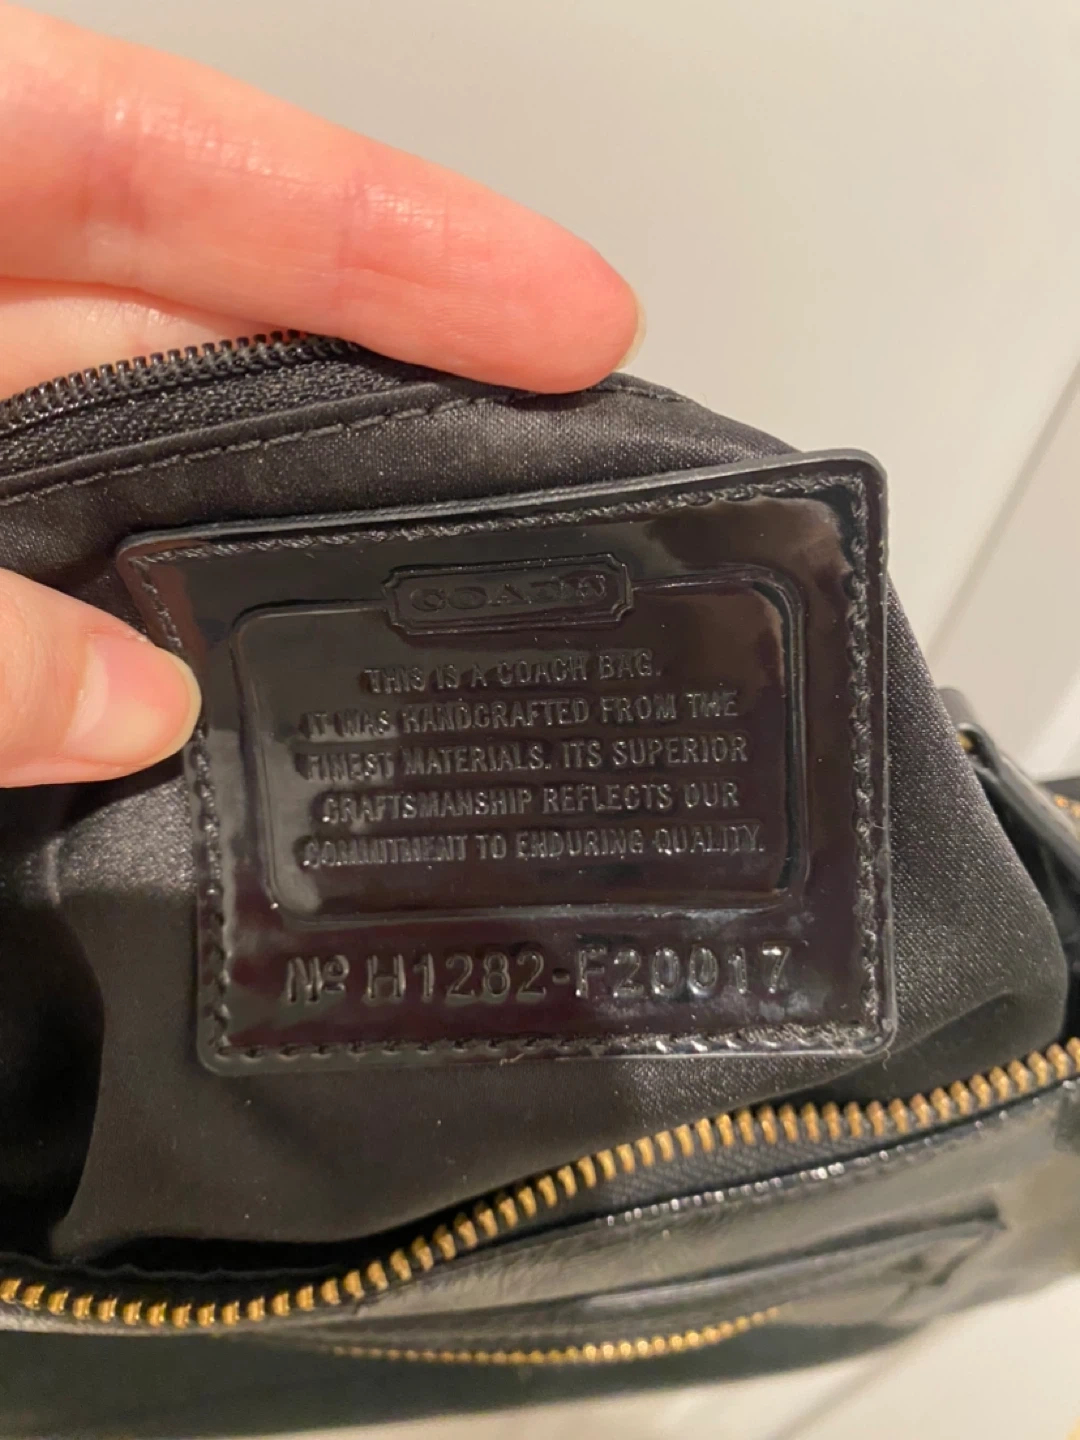 COACH
THIS IS A COACH BAG.
IT WAS HANDCRAFTED FROM THE
FINEST MATERIALS. ITS SUPERIOR
CRAFTSMANSHIP REFLECTS OUR
COMMITMENT TO ENDURING QUALITY.
Nº H1282-F20017